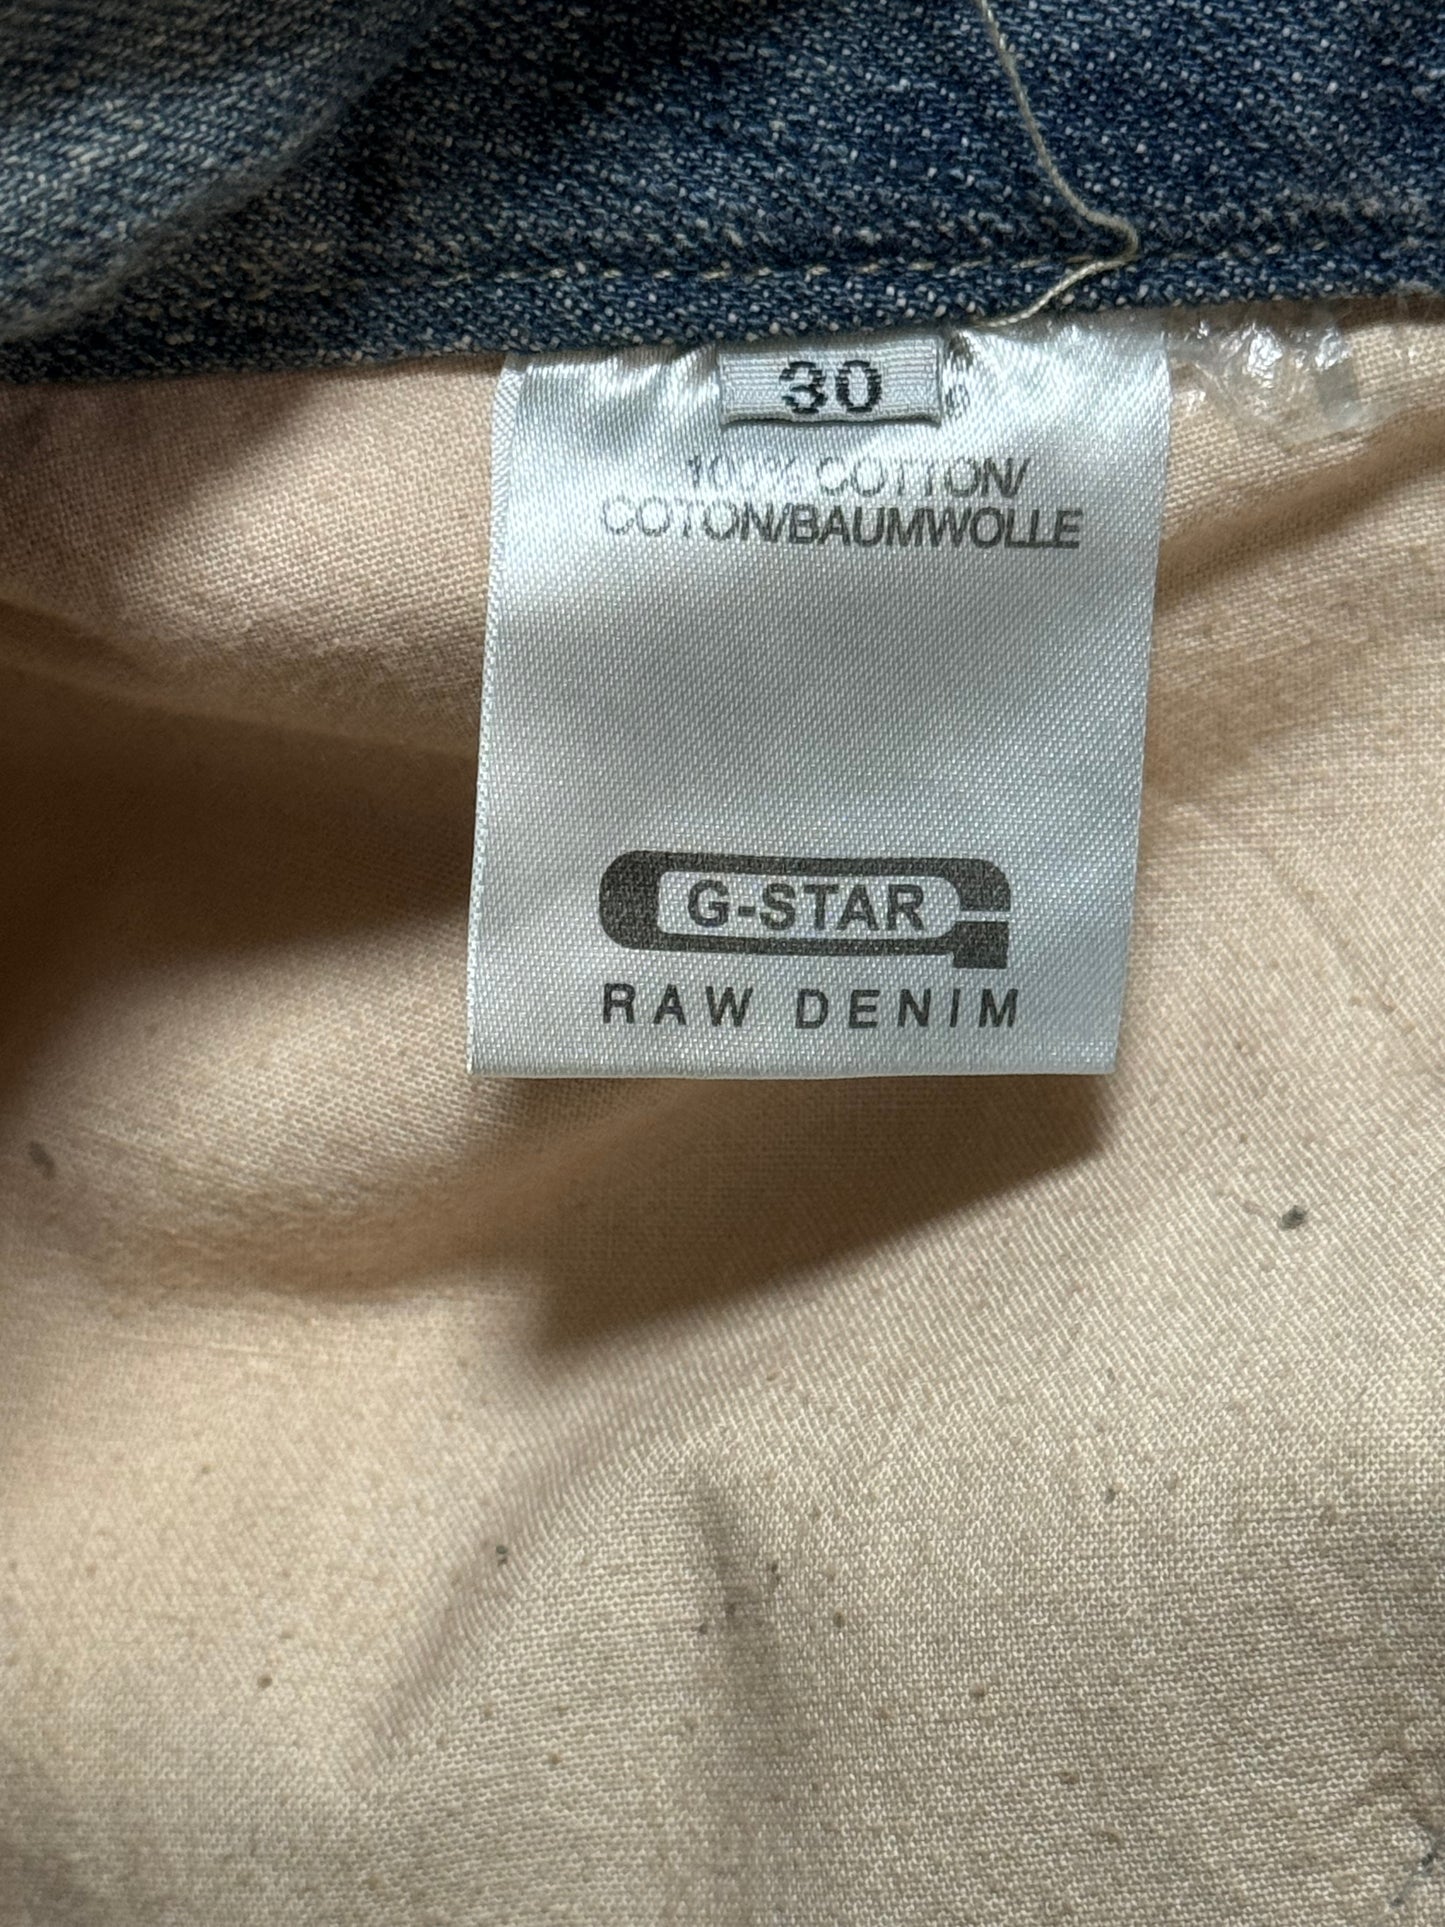 30
100% COTTON/
COTON/BAUMWOLLE
G-STAR
RAW DENIM